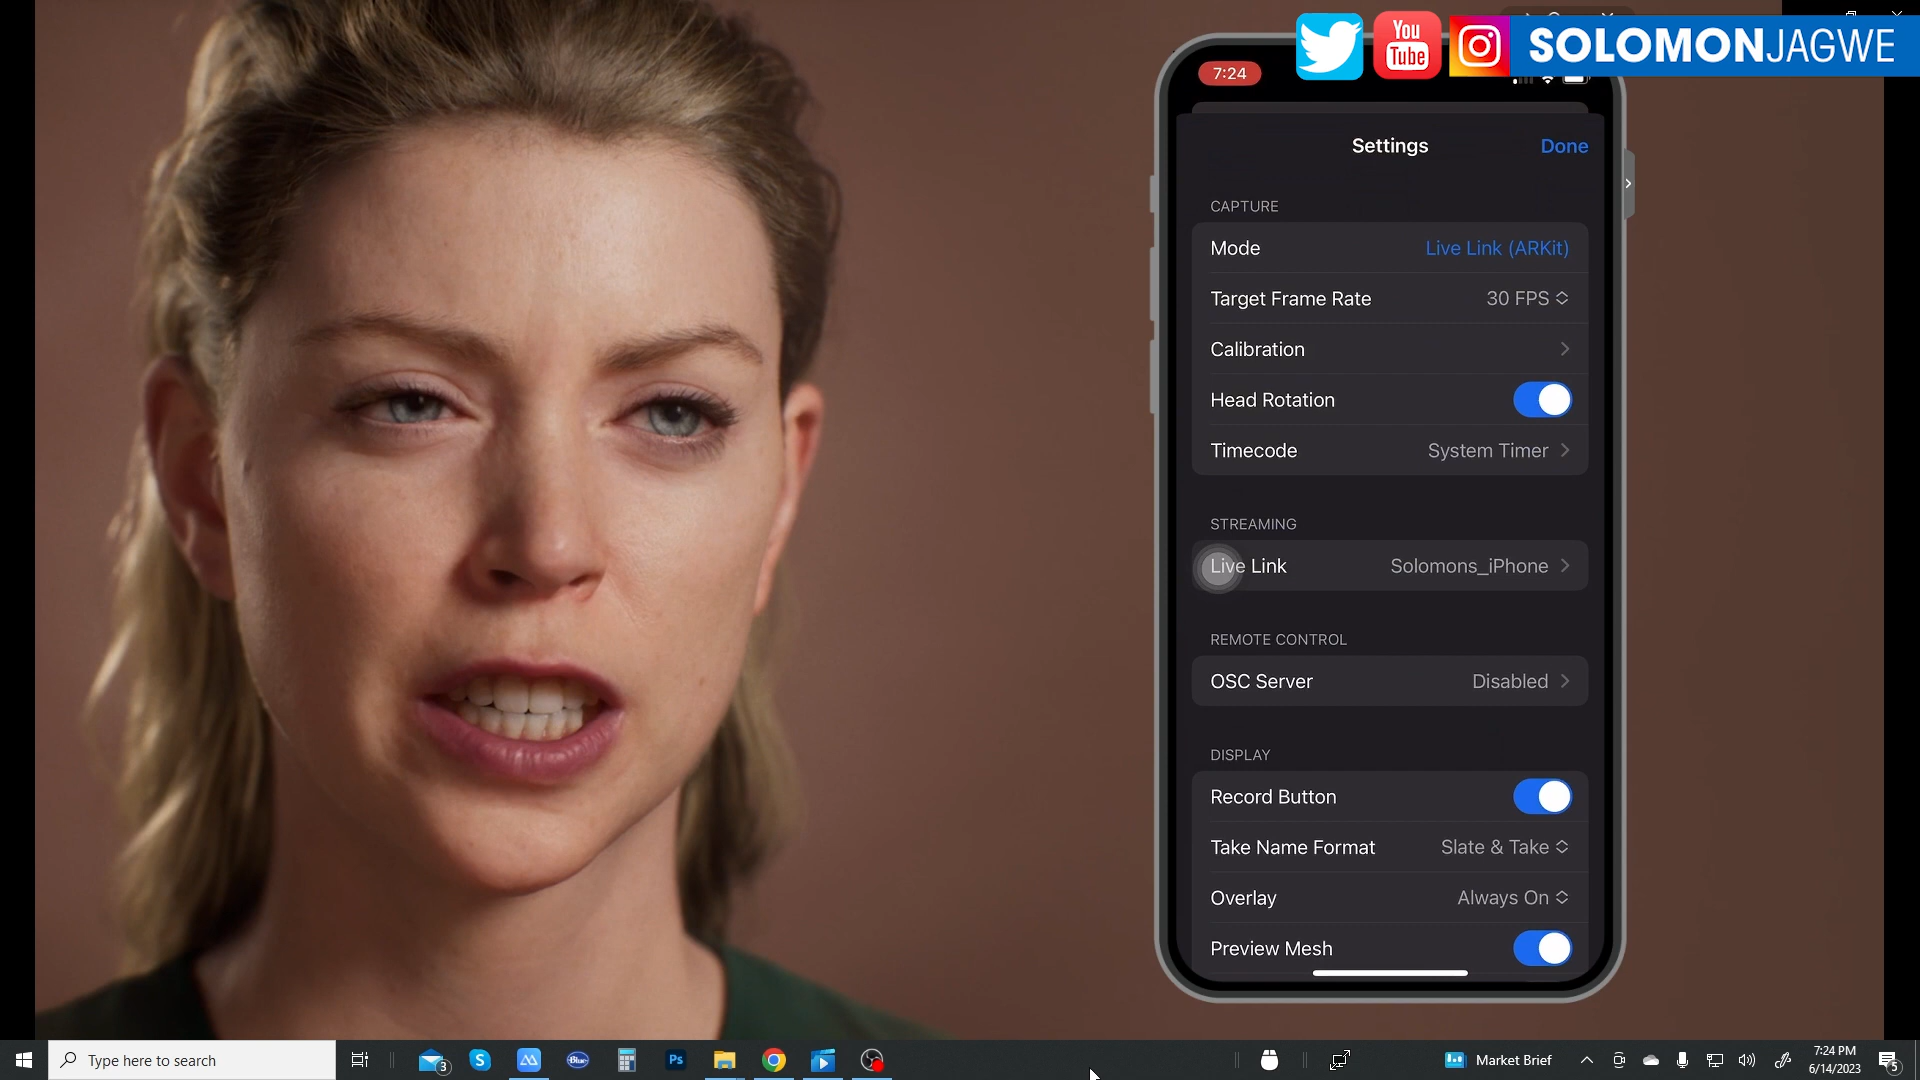 You
Tube
SOLOMONJAGWE
7:24
Settings
Done
CAPTURE
Mode
Live Link (ARKit)
Target Frame Rate
30 FPS
Calibration
Head Rotation
Timecode
System Timer
STREAMING
Live Link
Solomons_iPhone
REMOTE CONTROL
OSC Server
Disabled
DISPLAY
Record Button
Take Name Format
Slate & Take
Overlay
Always On
Preview Mesh
Type here to search
3
Blue
Ps
Market Brief
7:24 PM
6/14/2023
5